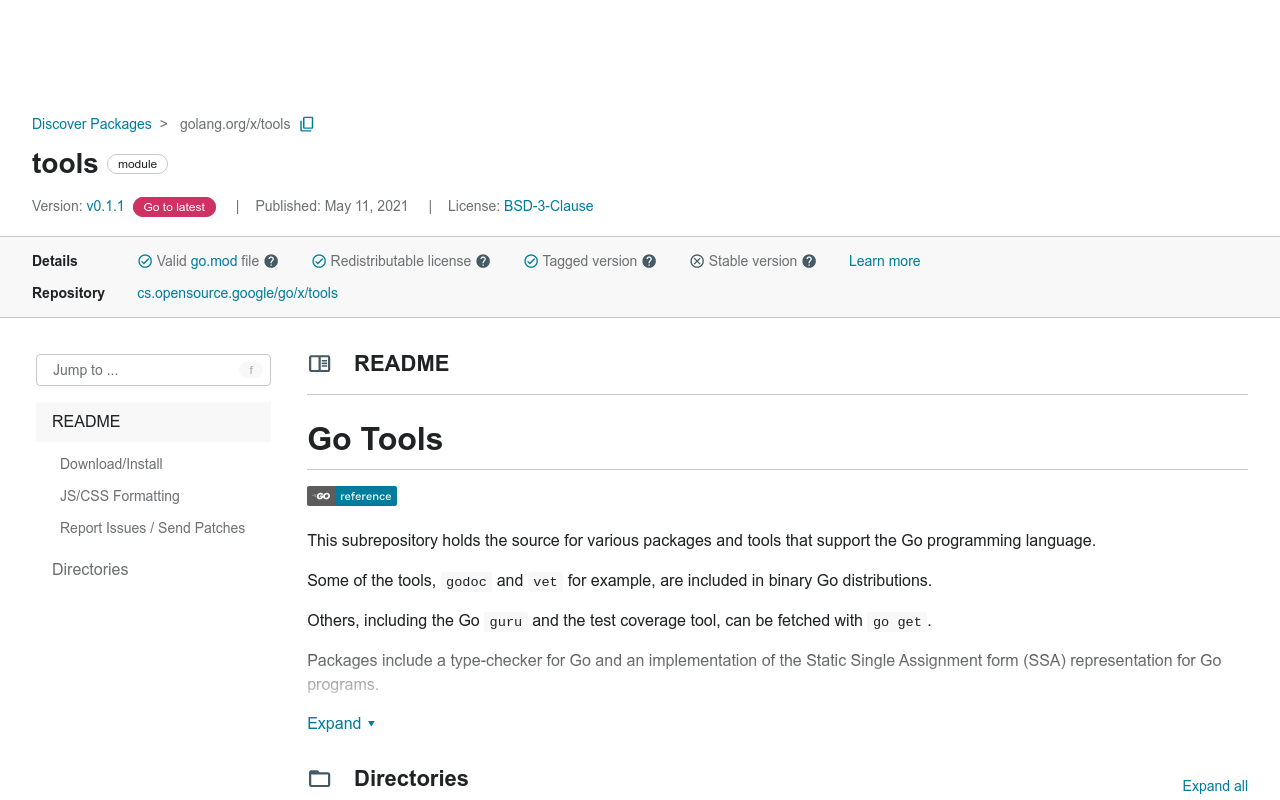 Discover Packages > golang.org/x/tools
tools module
Version: v0.1.1 Go to latest | Published: May 11, 2021 | License: BSD-3-Clause
Details Valid go.mod file ? Redistributable license ? Tagged version ? Stable version ? Learn more
Repository cs.opensource.google/go/x/tools
Jump to ... f
README
Download/Install
JS/CSS Formatting
Report Issues / Send Patches
Directories
README
Go Tools
GO reference
This subrepository holds the source for various packages and tools that support the Go programming language.
Some of the tools, godoc and vet for example, are included in binary Go distributions.
Others, including the Go guru and the test coverage tool, can be fetched with go get.
Packages include a type-checker for Go and an implementation of the Static Single Assignment form (SSA) representation for Go
programs.
Expand ▼
Directories
Expand all